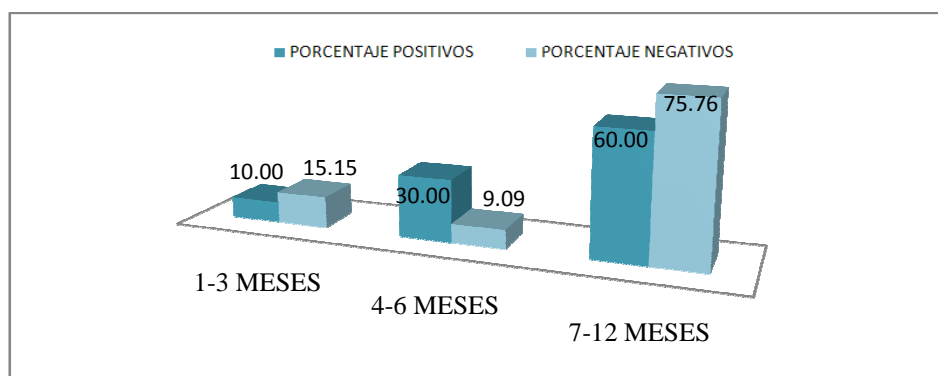 PORCENTAJE POSITIVOS PORCENTAJE NEGATIVOS
10.00 15.15 30.00 9.09 60.00 75.76
1-3 MESES
4-6 MESES
7-12 MESES